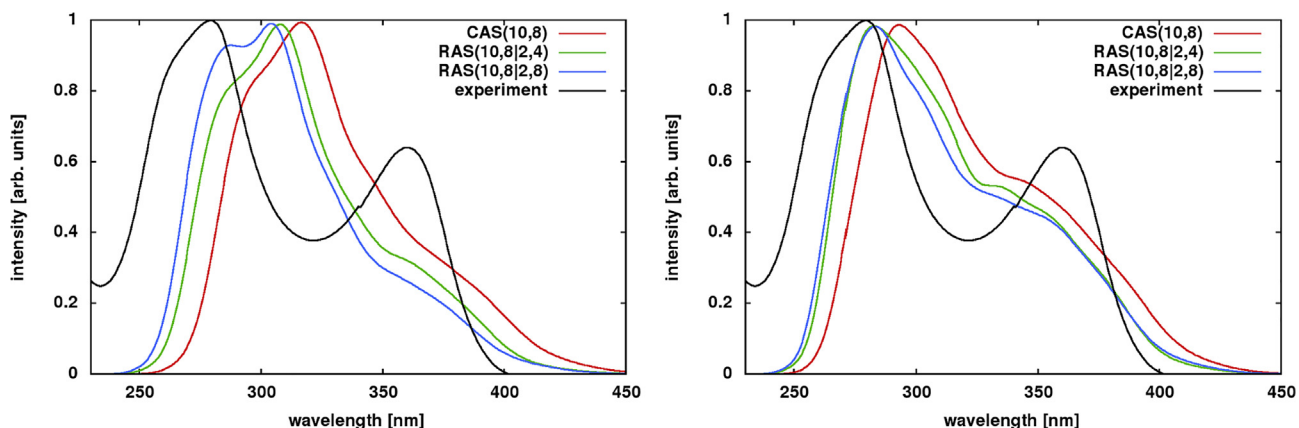 1
0.8
0.6
0.4
0.2
0
250
300
350
400
450
intensity [arb. units]
wavelength [nm]
CAS(10,8)
RAS(10,8|2,4)
RAS(10,8|2,8)
experiment
1
0.8
0.6
0.4
0.2
0
250
300
350
400
450
intensity [arb. units]
wavelength [nm]
CAS(10,8)
RAS(10,8|2,4)
RAS(10,8|2,8)
experiment